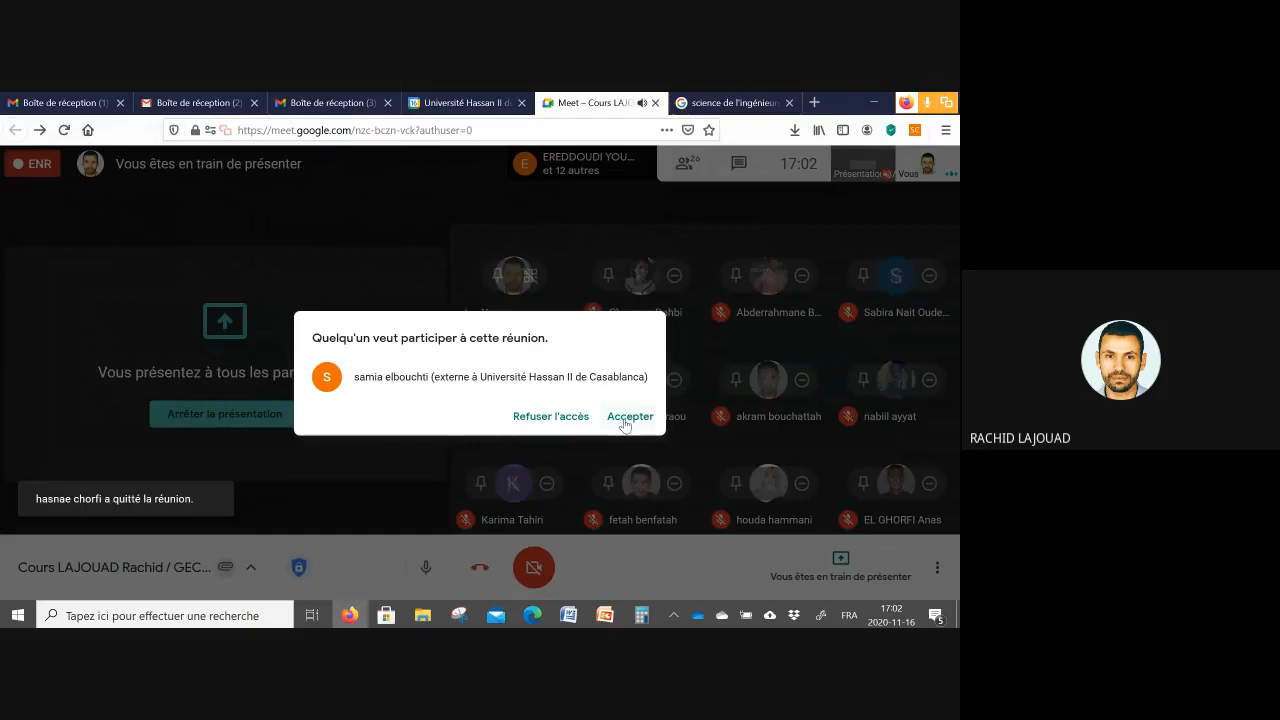 Boîte de réception (1)
Boîte de réception (2)
Boîte de réception (3)
Université Hassan II de
Meet – Cours LAJO
science de l'ingénieur
https://meet.google.com/nzc-bczn-vck?authuser=0
SC
ENR
Vous êtes en train de présenter
E
EREDDOUDI YOU...
et 12 autres
26
17:02
Présentation
Vous
Vous présentez à tous les par
Arrêter la présentation
Abderrahmane B...
S
Sabira Nait Oude...
Quelqu'un veut participer à cette réunion.
S
samia elbouchti (externe à Université Hassan II de Casablanca)
Refuser l'accès
Accepter
akram bouchattah
nabiil ayyat
hasnae chorfi a quitté la réunion.
K
Karima Tahiri
fetah benfatah
houda hammani
EL GHORFI Anas
RACHID LAJOUAD
Cours LAJOUAD Rachid / GEC...
Vous êtes en train de présenter
Tapez ici pour effectuer une recherche
FRA
17:02
2020-11-16
5